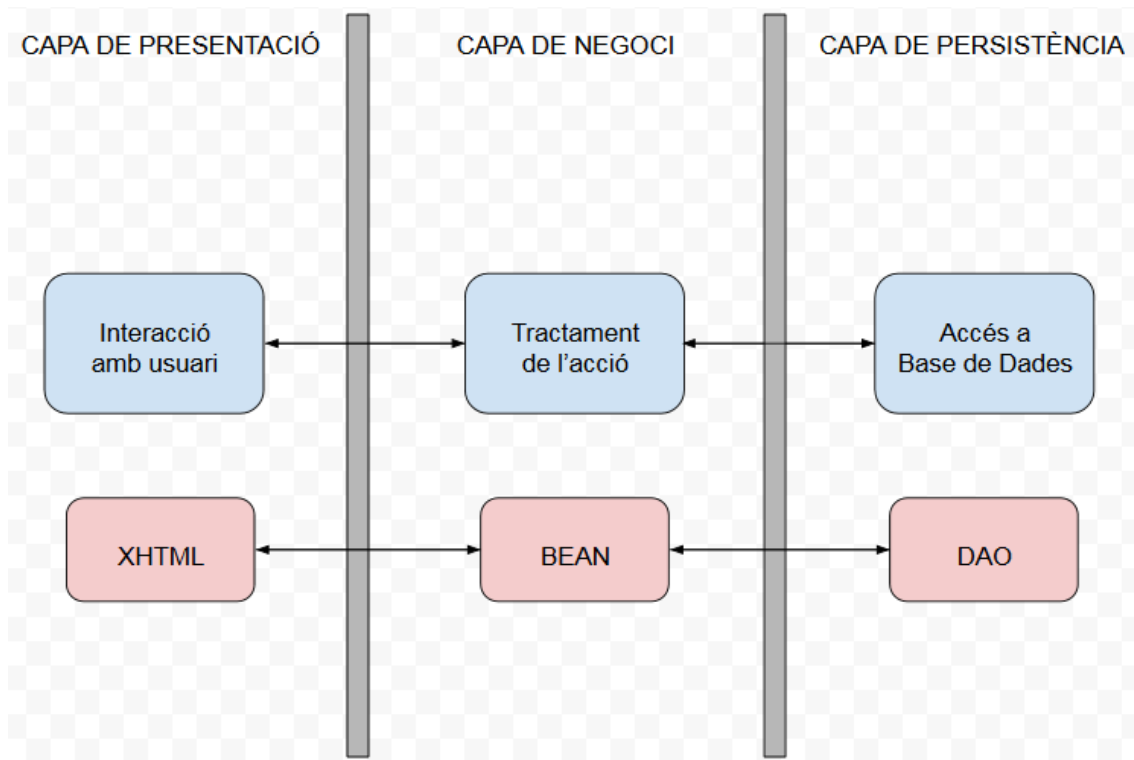 CAPA DE PRESENTACIÓ
CAPA DE NEGOCI
CAPA DE PERSISTÈNCIA
Interacció
amb usuari
Tractament
de l'acció
Accés a
Base de Dades
XHTML
BEAN
DAO